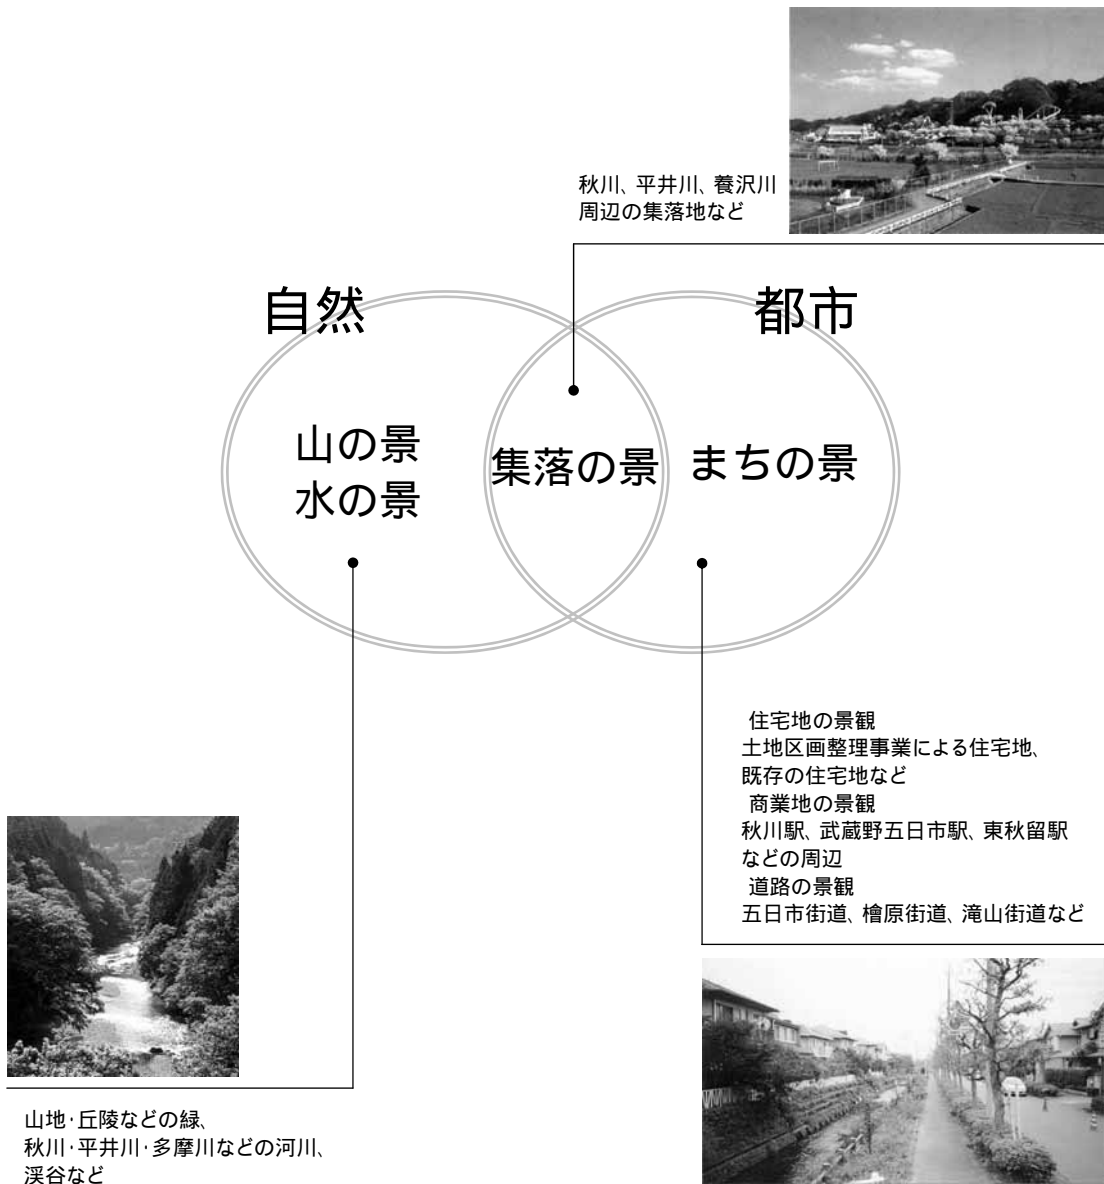 秋川、平井川、養沢川
周辺の集落地など
自然
都市
山の景
水の景
集落の景
まちの景
住宅地の景観
土地区画整理事業による住宅地、
既存の住宅地など
商業地の景観
秋川駅、武蔵野五日市駅、東秋留駅
などの周辺
道路の景観
五日市街道、檜原街道、滝山街道など
山地・丘陵などの緑、
秋川・平井川・多摩川などの河川、
渓谷など